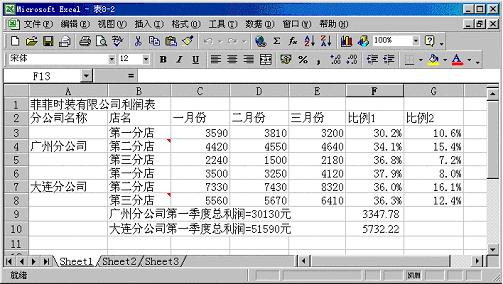 Microsoft Excel - 表8-2
文件(F) 编辑(E) 视图(V) 插入(I) 格式(O) 工具(T) 数据(D) 窗口(W) 帮助(H)
100%
宋体 12 B I U
F13 =
A B C D E F G
1 菲菲时装有限公司利润表
2 分公司名称 店名 一月份 二月份 三月份 比例1 比例2
3 第一分店 3590 3810 3200 30.2% 10.6%
4 广州分公司 第二分店 4420 4550 4640 34.1% 15.4%
5 第三分店 2240 1500 2180 36.8% 7.2%
6 第一分店 3500 3250 4120 37.9% 8.0%
7 大连分公司 第二分店 7330 7430 8320 36.0% 16.1%
8 第三分店 5560 5670 6410 36.3% 12.4%
9 广州分公司第一季度总利润=30130元 3347.78
10 大连分公司第一季度总利润=51590元 5732.22
11
Sheet1 Sheet2 Sheet3
就绪